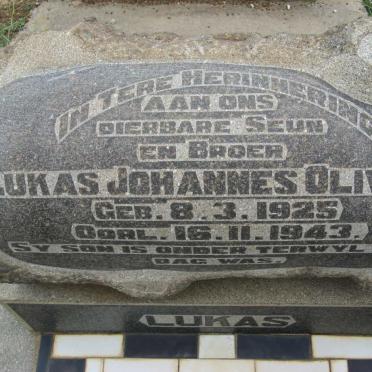 IN TERE HERINNERING
AAN ONS
DIERBARE SEUN
EN BROER
LUKAS JOHANNES OLIV
GEB. 8.3.1925
OORL. 16.11.1943.
SY SON IS ONDER TERWYL
DAG WAS.
LUKAS